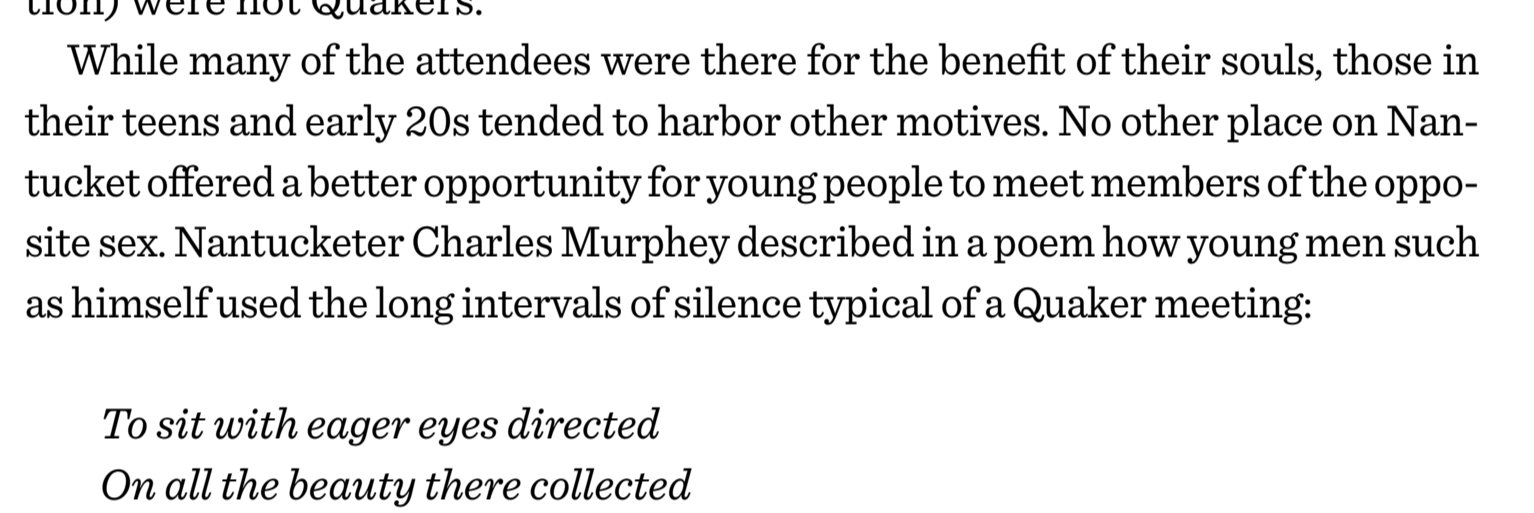 tion) were not Quakers.
While many of the attendees were there for the benefit of their souls, those in
their teens and early 20s tended to harbor other motives. No other place on Nan-
tucket offered a better opportunity for young people to meet members of the oppo-
site sex. Nantucketer Charles Murphey described in a poem how young men such
as himself used the long intervals of silence typical of a Quaker meeting:
To sit with eager eyes directed
On all the beauty there collected